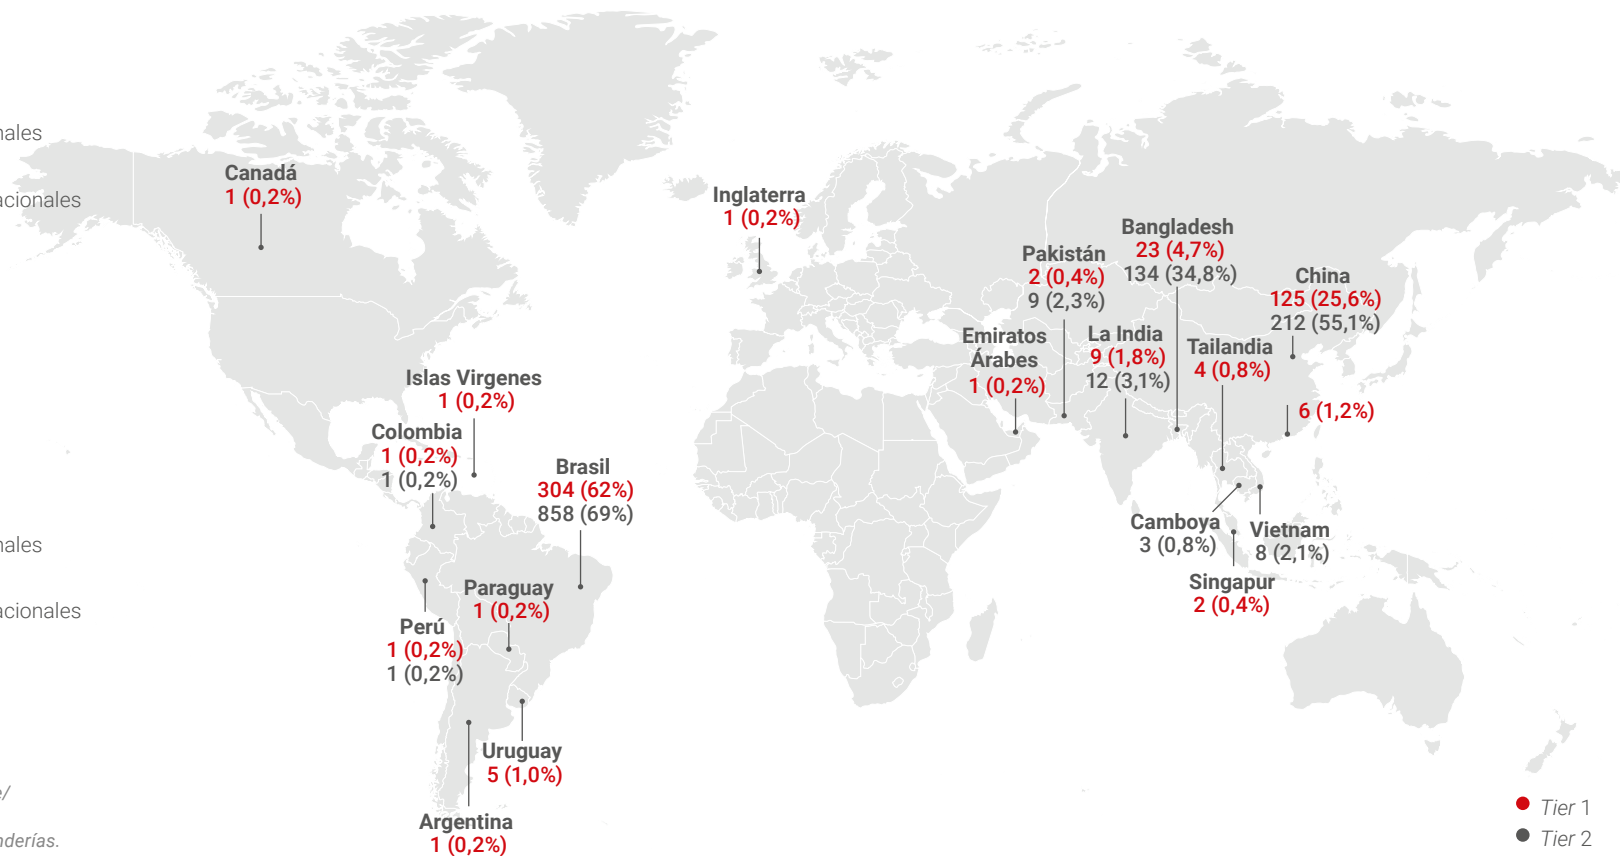 nales
acionales
Canadá
1 (0,2%)
Inglaterra
1 (0,2%)
Bangladesh
23 (4,7%)
134 (34,8%)
Pakistán
2 (0,4%)
9 (2,3%)
China
125 (25,6%)
212 (55,1%)
Emiratos
Árabes
1 (0,2%)
La India
9 (1,8%)
12 (3,1%)
Tailandia
4 (0,8%)
6 (1,2%)
Islas Virgenes
1 (0,2%)
Colombia
1 (0,2%)
1 (0,2%)
Brasil
304 (62%)
858 (69%)
Camboya
3 (0,8%)
Vietnam
8 (2,1%)
Singapur
2 (0,4%)
nales
acionales
Paraguay
1 (0,2%)
Perú
1 (0,2%)
1 (0,2%)
Uruguay
5 (1,0%)
Argentina
1 (0,2%)
e/
nderías.
Tier 1
Tier 2